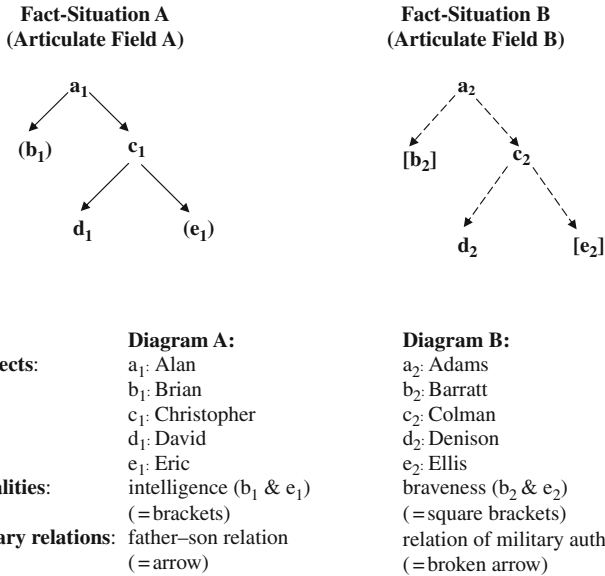 Fact-Situation A
(Articulate Field A)
Fact-Situation B
(Articulate Field B)
a1
(b1)
c1
d1
(e1)
a2
[b2]
c2
d2
[e2]
Diagram A:
Diagram B:
ects:
a1: Alan
a2: Adams
b1: Brian
b2: Barratt
c1: Christopher
c2: Colman
d1: David
d2: Denison
e1: Eric
e2: Ellis
lities: intelligence (b1 & e1)
braveness (b2 & e2)
(=brackets)
(=square brackets)
ary relations: father–son relation
relation of military auth
(=arrow)
(=broken arrow)